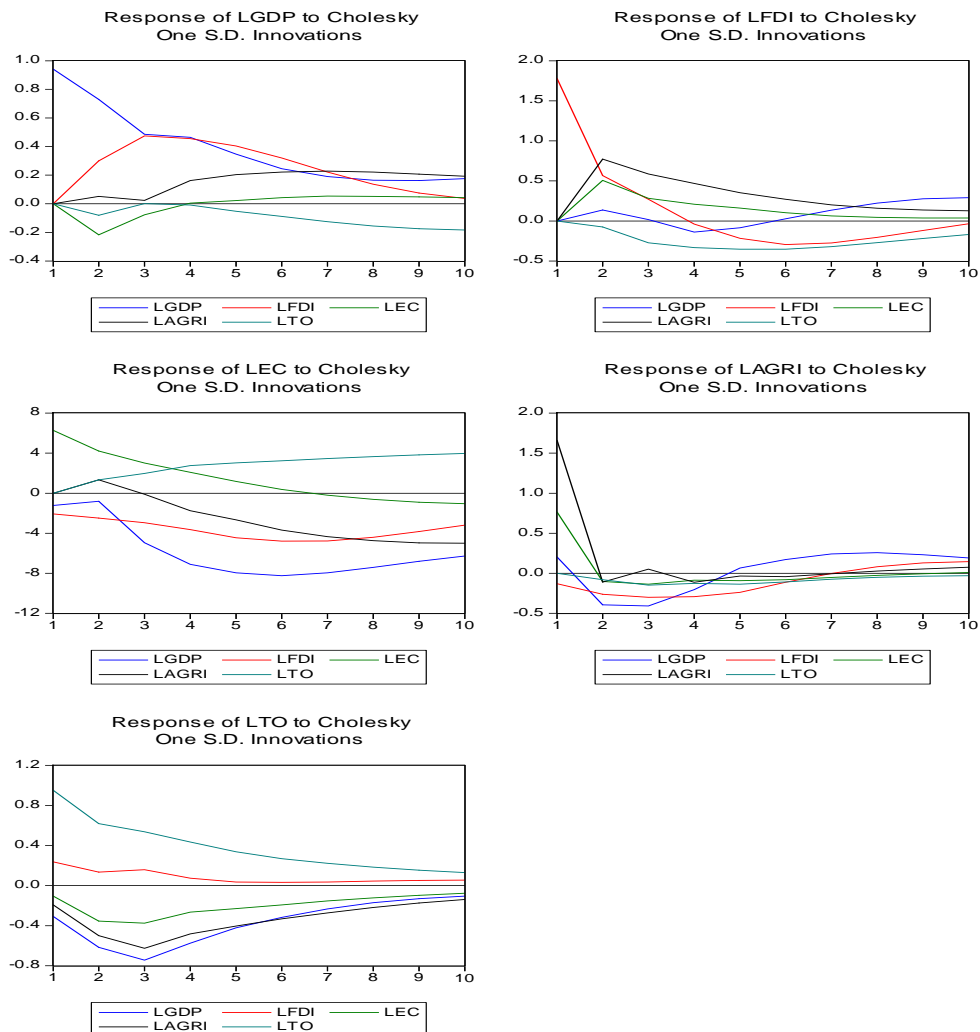 Response of LGDP to Cholesky
One S.D. Innovations
1.0
0.8
0.6
0.4
0.2
0.0
-0.2
-0.4
1 2 3 4 5 6 7 8 9 10
LGDP LFDI LEC
LAGRI LTO
Response of LFDI to Cholesky
One S.D. Innovations
2.0
1.5
1.0
0.5
0.0
-0.5
1 2 3 4 5 6 7 8 9 10
LGDP LFDI LEC
LAGRI LTO
Response of LEC to Cholesky
One S.D. Innovations
8
4
0
-4
-8
-12
1 2 3 4 5 6 7 8 9 10
LGDP LFDI LEC
LAGRI LTO
Response of LAGRI to Cholesky
One S.D. Innovations
2.0
1.5
1.0
0.5
0.0
-0.5
1 2 3 4 5 6 7 8 9 10
LGDP LFDI LEC
LAGRI LTO
Response of LTO to Cholesky
One S.D. Innovations
1.2
0.8
0.4
0.0
-0.4
-0.8
1 2 3 4 5 6 7 8 9 10
LGDP LFDI LEC
LAGRI LTO